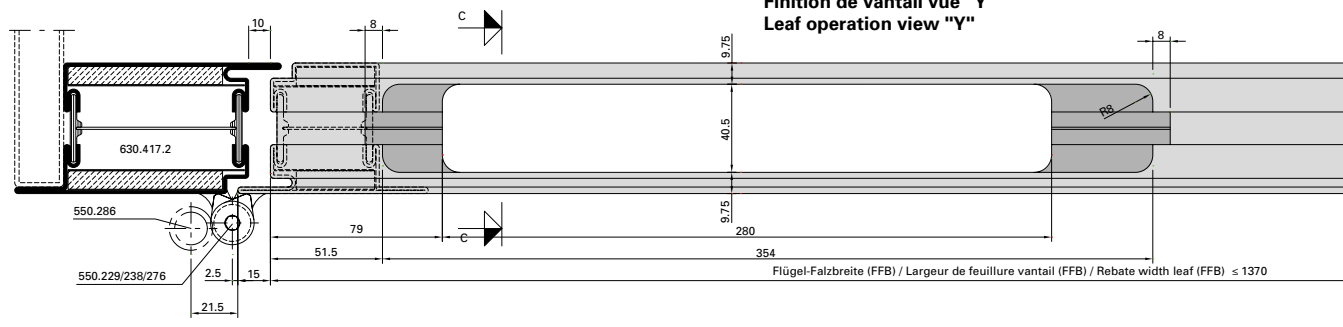 Finition de vantail vue "Y"
Leaf operation view "Y"
10
8
C
9.75
8
R8
40.5
630.417.2
9.75
550.286
C
79
280
51.5
354
550.229/238/276
2.5
15
Flügel-Falzbreite (FFB) / Largeur de feuillure vantail (FFB) / Rebate width leaf (FFB) ≤ 1370
21.5